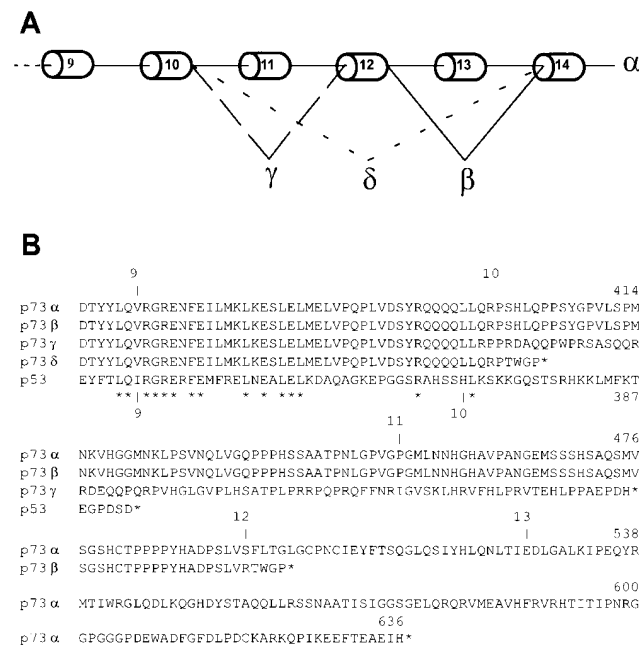 A
9 10 11 12 13 14 α
γ δ β
B
9 10
414
p73α DTYYLQVRGRENFEILMKLKESLELMELVPQPLVDSYRQQQQLLQRPSHLQPPSYGPVLSPM
p73β DTYYLQVRGRENFEILMKLKESLELMELVPQPLVDSYRQQQQLLQRPSHLQPPSYGPVLSPM
p73γ DTYYLQVRGRENFEILMKLKESLELMELVPQPLVDSYRQQQQLLRPPRDAQQPWPRSASQQR
p73δ DTYYLQVRGRENFEILMKLKESLELMELVPQPLVDSYRQQQQLLQRPTWGP*
p53 EYFTLQIRGRERFEMFRELNEALELKDAQAGKEPGGSRAHSSHLKSKKGQSTSRHKKLMFKT
** **** ** * * *** * *
387
9 10
11
476
p73α NKVHGGMNKLPSVNQLVGQPPPHSSAATPNLGPVGPGMLNNHGHAVPANGEMSSSHSAQSMV
p73β NKVHGGMNKLPSVNQLVGQPPPHSSAATPNLGPVGPGMLNNHGHAVPANGEMSSSHSAQSMV
p73γ RDEQQPQRPVHGLGVPLHSATPLPRRPQPRQFFNRIGVSKLHRVFHLPRVTEHLPPAEPDH*
p53 EGPDSD*
12 13
538
p73α SGSHCTPPPPYHADPSLVSFLTGLGCPNCIEYFTSQGLQSIYHLQNLTIEDLGALKIPEQYR
p73β SGSHCTPPPPYHADPSLVRTWGP*
600
p73α MTIWRGLQDLKQGHDYSTAQQLLRSSNAATISIGGSGELQRQRVMEAVHFRVRHTITIPNRG
636
p73α GPGGGPDEWADFGFDLPDCKARKQPIKEEFTEAEIH*